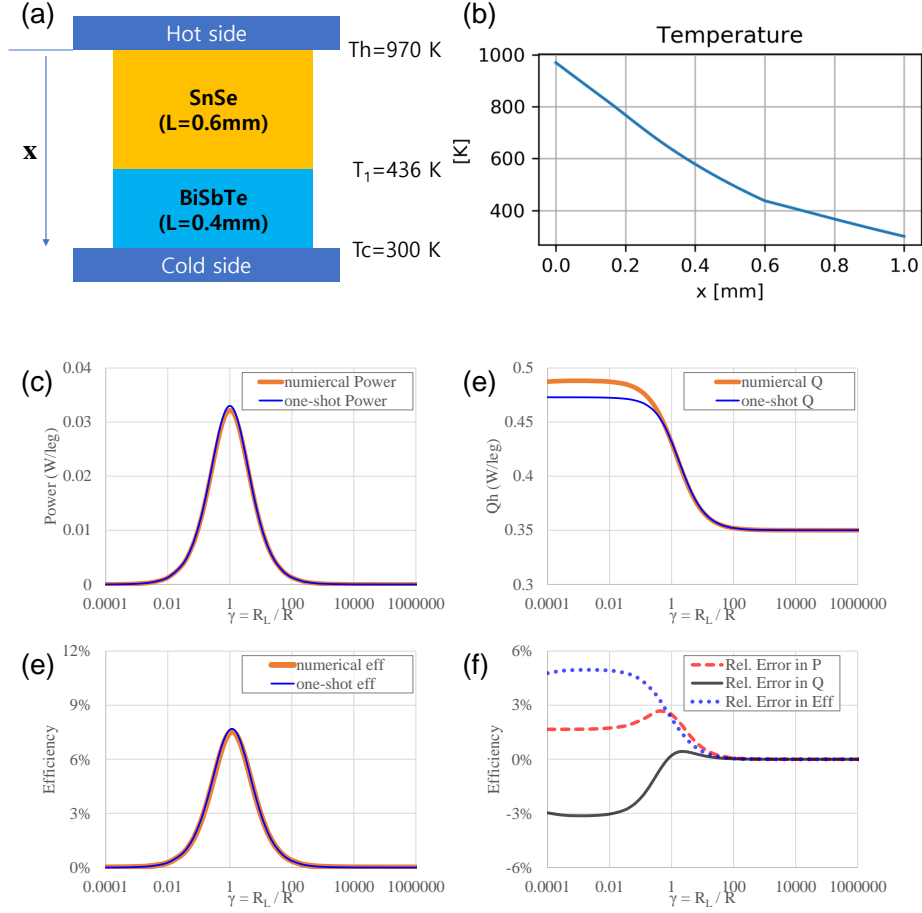 (a)
Hot side
Th=970 K
SnSe
(L=0.6mm)
x
T1=436 K
BiSbTe
(L=0.4mm)
Tc=300 K
Cold side
(b)
Temperature
1000
800
600
400
[K]
0.0 0.2 0.4 0.6 0.8 1.0
x [mm]
(c)
0.04
0.03
0.02
0.01
0
Power (W/leg)
numiercal Power
one-shot Power
0.0001 0.01 1 100 10000 1000000
γ = RL / R
(e)
0.5
0.45
0.4
0.35
0.3
Qh (W/leg)
numiercal Q
one-shot Q
0.0001 0.01 1 100 10000 1000000
γ = RL / R
(e)
12%
9%
6%
3%
0%
Efficiency
numerical eff
one-shot eff
0.0001 0.01 1 100 10000 1000000
γ = RL / R
(f)
6%
3%
0%
-3%
-6%
Efficiency
Rel. Error in P
Rel. Error in Q
Rel. Error in Eff
0.0001 0.01 1 100 10000 1000000
γ = RL / R